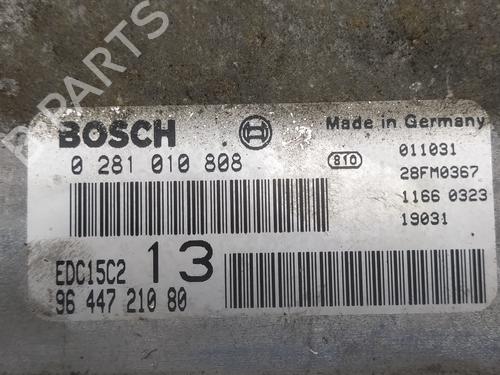 B PARTS
BOSCH
Made in Germany
0 281 010 808
810
011031
28FM0367
1166 0323
19031
EDC15C2
13
96 447 210 80